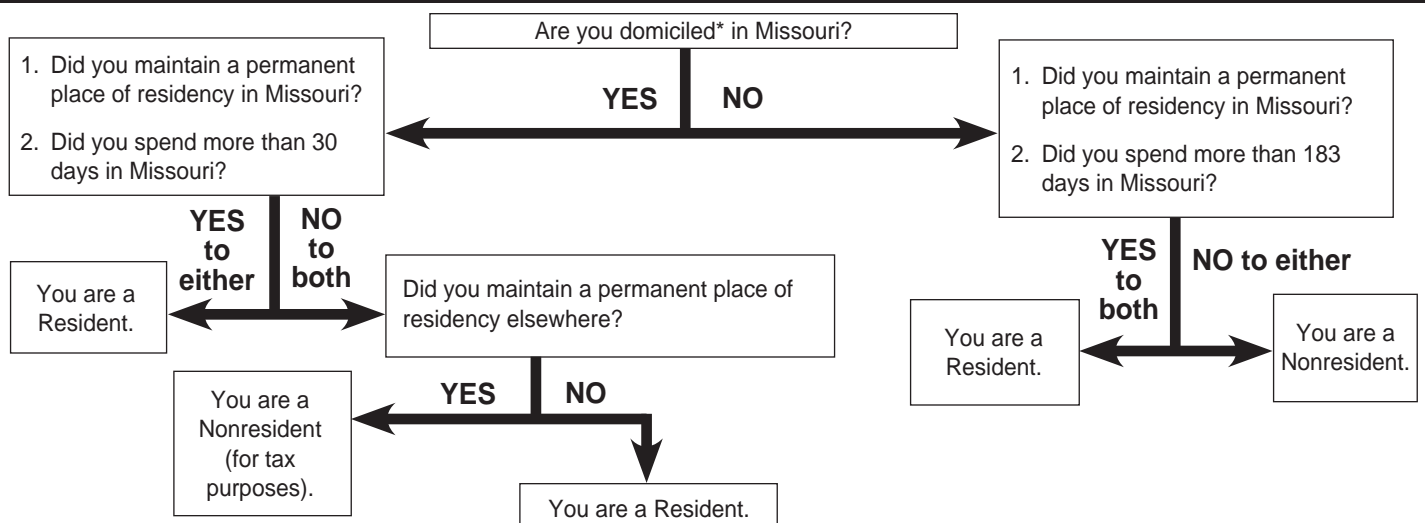 Are you domiciled* in Missouri?
YES
NO
1. Did you maintain a permanent
place of residency in Missouri?
2. Did you spend more than 30
days in Missouri?
1. Did you maintain a permanent
place of residency in Missouri?
2. Did you spend more than 183
days in Missouri?
YES
to
either
NO
to
both
YES
to
both
NO to either
You are a
Resident.
Did you maintain a permanent place of
residency elsewhere?
You are a
Resident.
You are a
Nonresident.
YES
NO
You are a
Nonresident
(for tax
purposes).
You are a Resident.